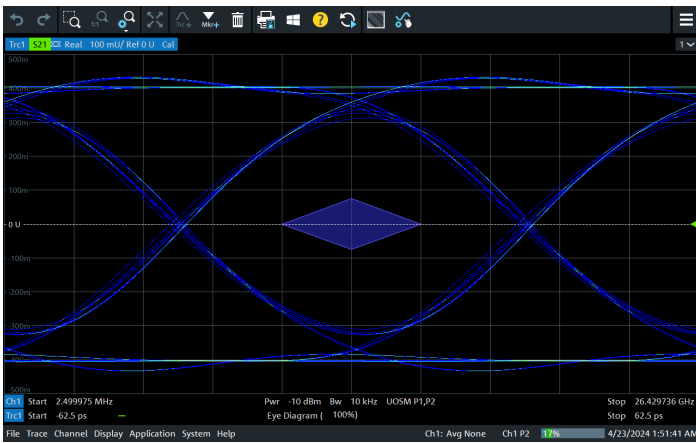 Trc+ Mkr+
Trc1 S21 Real 100 mU/ Ref 0 U Cal 1
500m
400m
300m
200m
100m
0 U
-100m
-200m
-300m
-400m
-500m
Ch1 Start 2.499975 MHz Pwr -10 dBm Bw 10 kHz UOSM P1,P2 Stop 26.429736 GHz
Trc1 Start -62.5 ps Eye Diagram ( 100%) Stop 62.5 ps
File Trace Channel Display Application System Help Ch1: Avg None Ch1 P2 17% 4/23/2024 1:51:41 AM